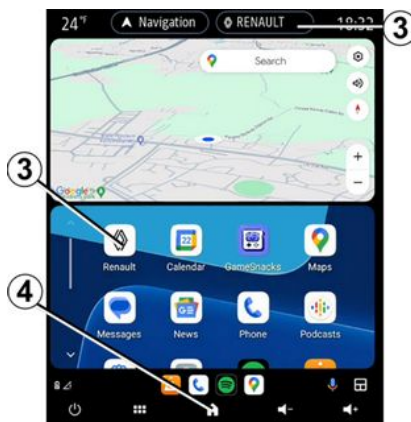 24°F Navigation RENAULT 18:32
3
Search
+
−
Google
3
Renault Calendar GameSnacks Maps
22
4
Messages News Phone Podcasts
− +